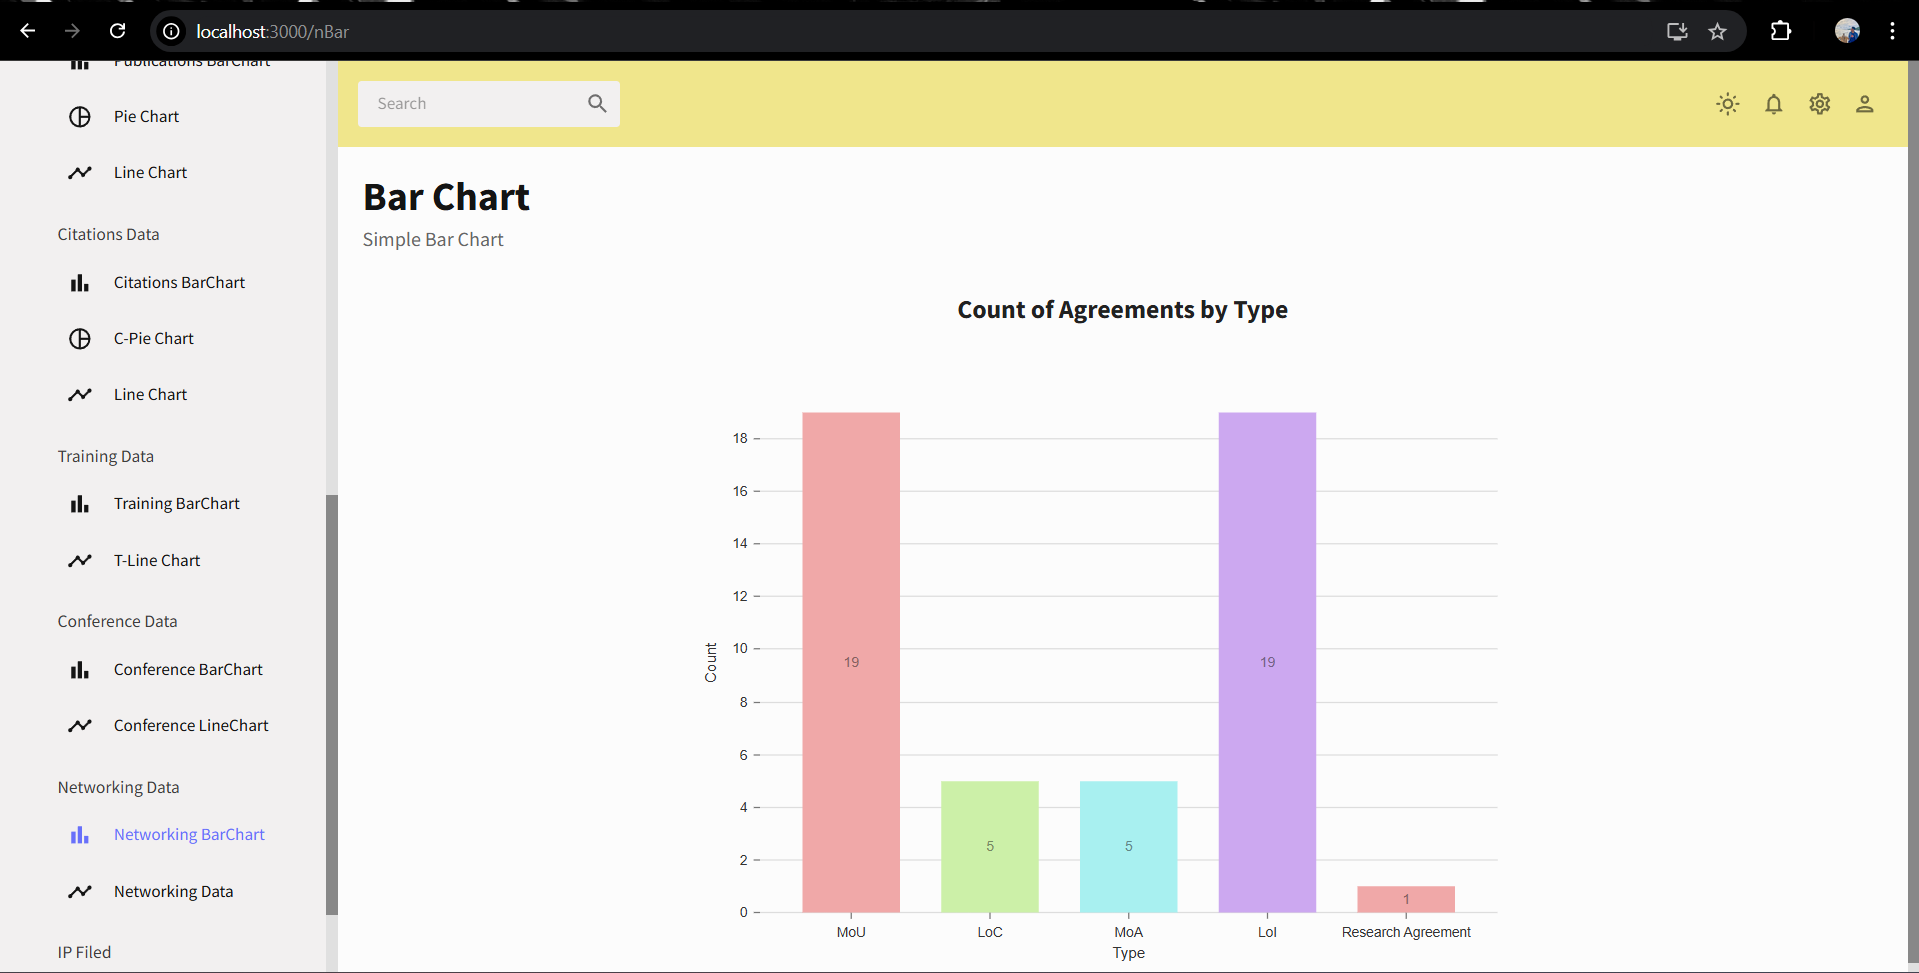 localhost:3000/nBar
Publications BarChart
Pie Chart
Line Chart
Citations Data
Citations BarChart
C-Pie Chart
Line Chart
Training Data
Training BarChart
T-Line Chart
Conference Data
Conference BarChart
Conference LineChart
Networking Data
Networking BarChart
Networking Data
IP Filed
Search
Bar Chart
Simple Bar Chart
Count of Agreements by Type
18
16
14
12
10
8
6
4
2
0
Count
19
5
5
19
1
MoU
LoC
MoA
LoI
Research Agreement
Type